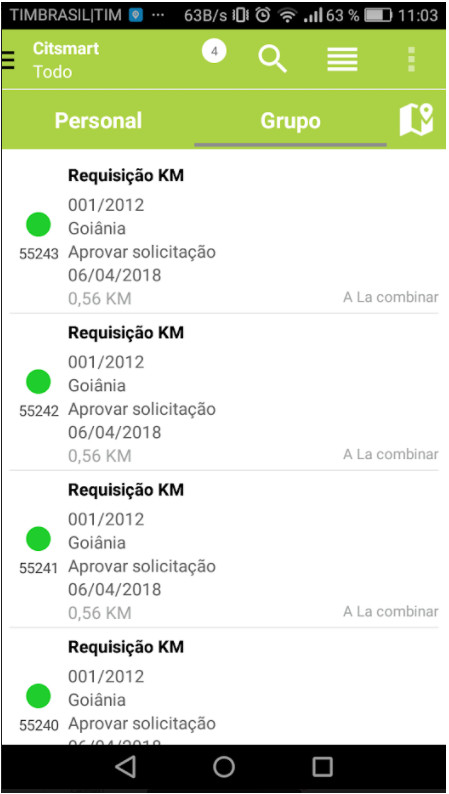 TIMBRASIL|TIM ... 63B/s 63 % 11:03
Citsmart
Todo
4
Personal Grupo
Requisição KM
001/2012
Goiânia
55243 Aprovar solicitação
06/04/2018
0,56 KM A La combinar
Requisição KM
001/2012
Goiânia
55242 Aprovar solicitação
06/04/2018
0,56 KM A La combinar
Requisição KM
001/2012
Goiânia
55241 Aprovar solicitação
06/04/2018
0,56 KM A La combinar
Requisição KM
001/2012
Goiânia
55240 Aprovar solicitação
06/04/2018